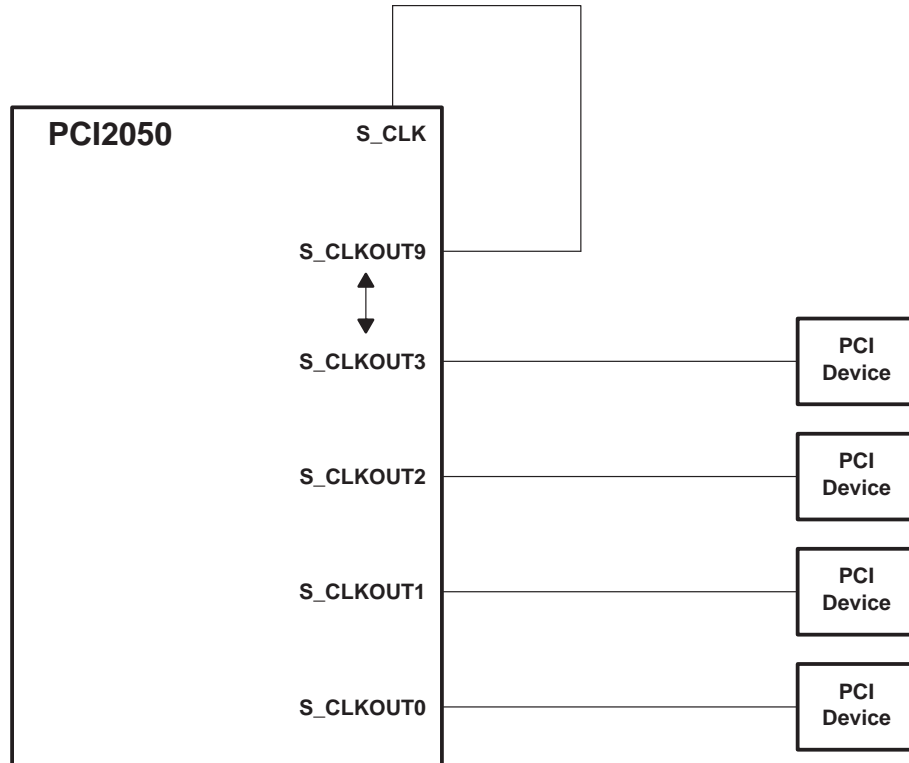 PCI2050
S_CLK
S_CLKOUT9
S_CLKOUT3
PCI
Device
S_CLKOUT2
PCI
Device
S_CLKOUT1
PCI
Device
S_CLKOUT0
PCI
Device